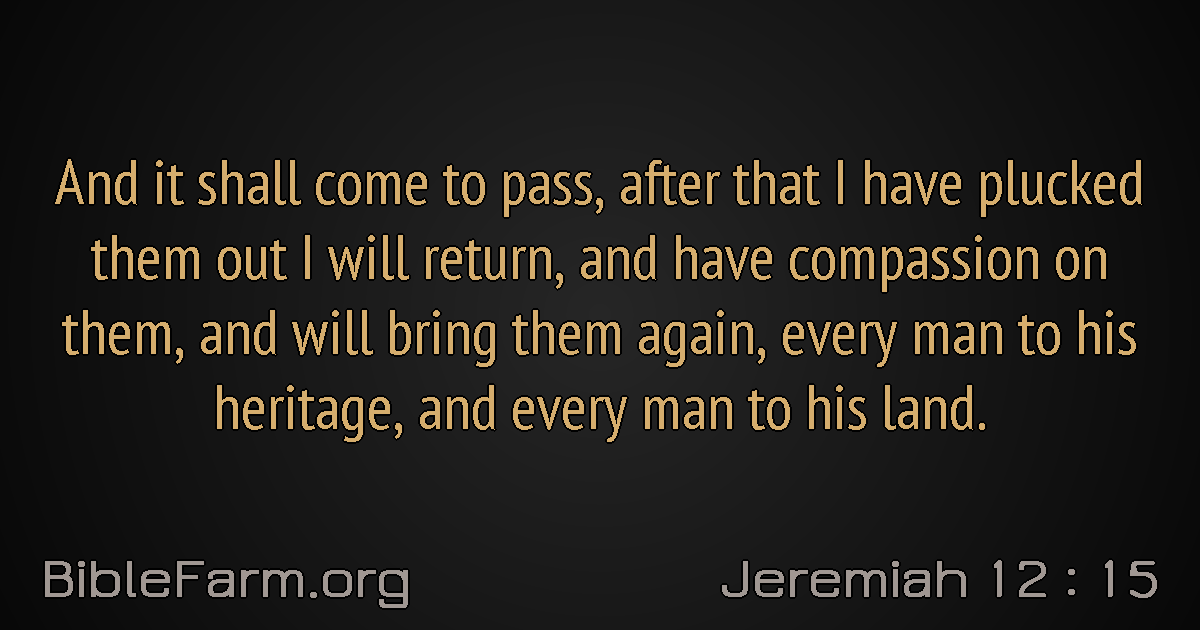 And it shall come to pass, after that I have plucked
them out I will return, and have compassion on
them, and will bring them again, every man to his
heritage, and every man to his land.
BibleFarm.org
Jeremiah 12 : 15